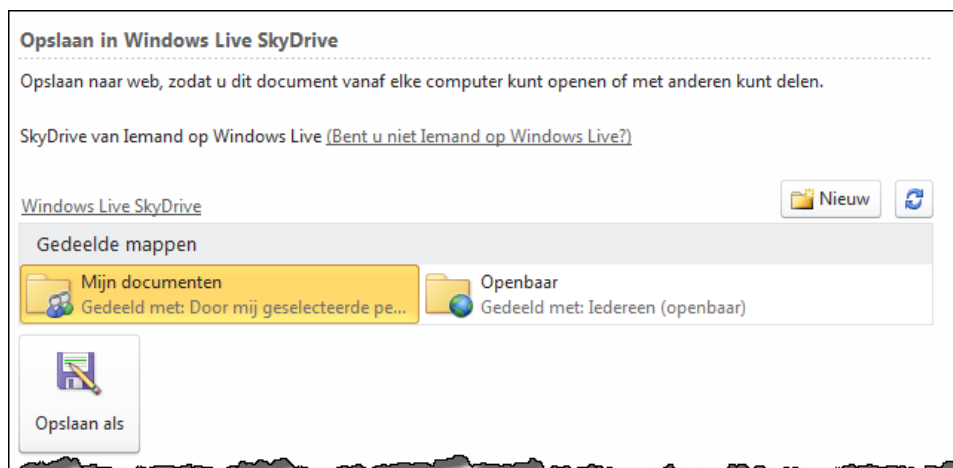 Opslaan in Windows Live SkyDrive
Opslaan naar web, zodat u dit document vanaf elke computer kunt openen of met anderen kunt delen.
SkyDrive van Iemand op Windows Live (Bent u niet Iemand op Windows Live?)
Nieuw
Windows Live SkyDrive
Gedeelde mappen
Mijn documenten
Gedeeld met: Door mij geselecteerde pe...
Openbaar
Gedeeld met: Iedereen (openbaar)
Opslaan als